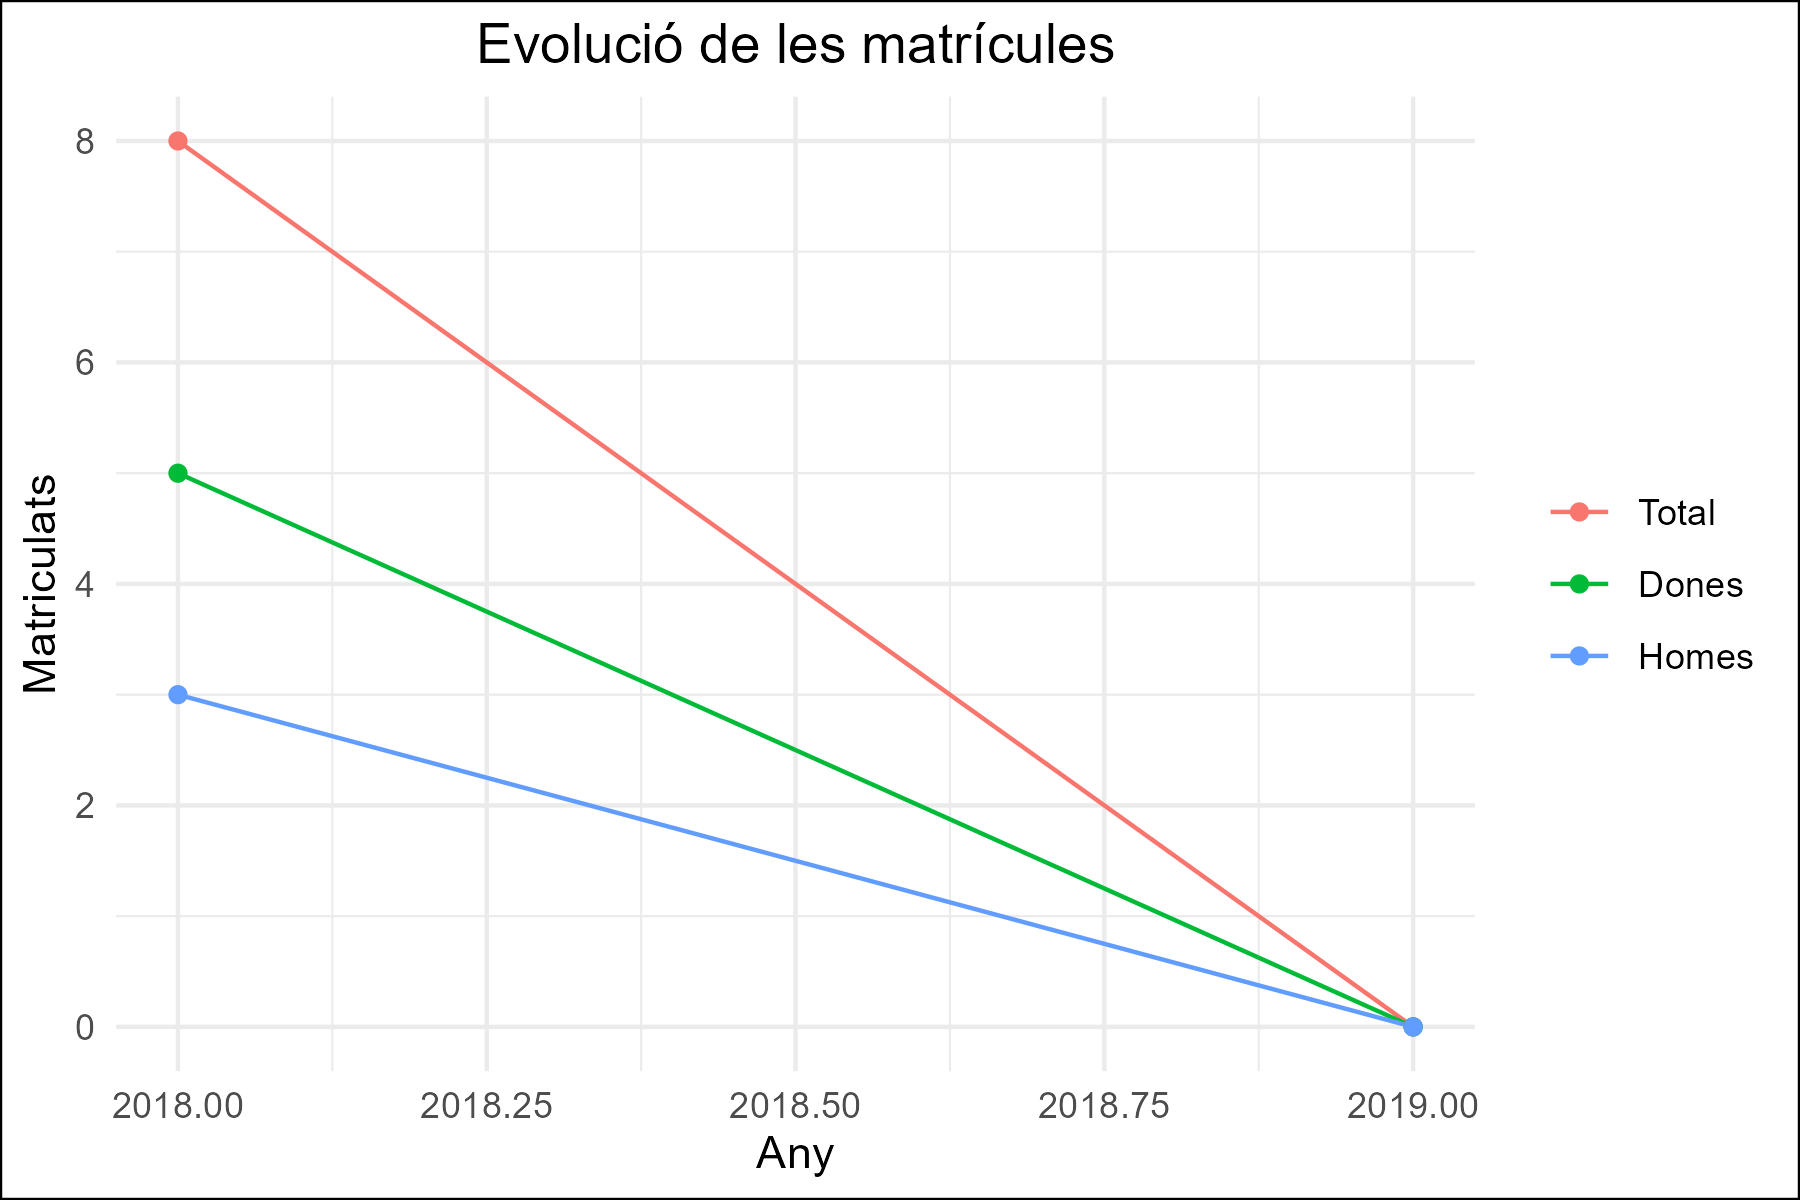 Evolució de les matrícules
8
6
4
2
0
Matriculats
2018.00 2018.25 2018.50 2018.75 2019.00
Any
Total
Dones
Homes